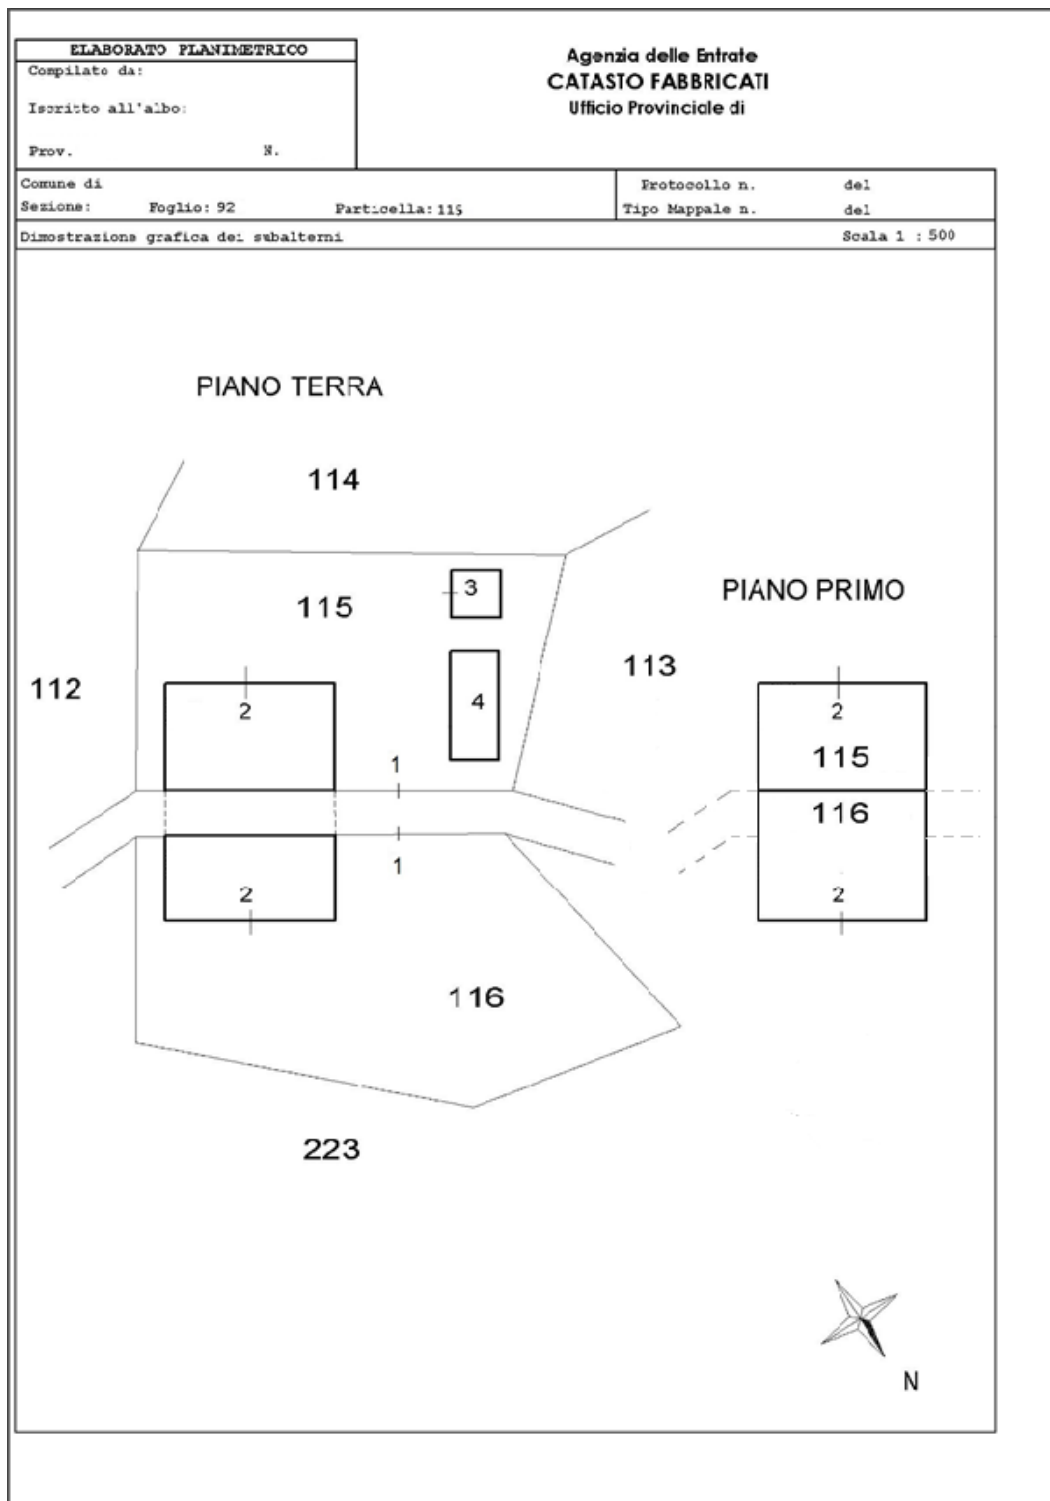 ELABORATO PLANIMETRICO
Compilato da:
Iscritto all'albo:
Prov. N.
Agenzia delle Entrate
CATASTO FABBRICATI
Ufficio Provinciale di
Comune di
Sezione: Foglio: 92 Particella: 115
Protocollo n. del
Tipo Mappale n. del
Dimostrazione grafica dei subalterni Scala 1 : 500
PIANO TERRA
114
3
115
PIANO PRIMO
113
112
4
2
2
115
1
116
1
2
2
116
223
N